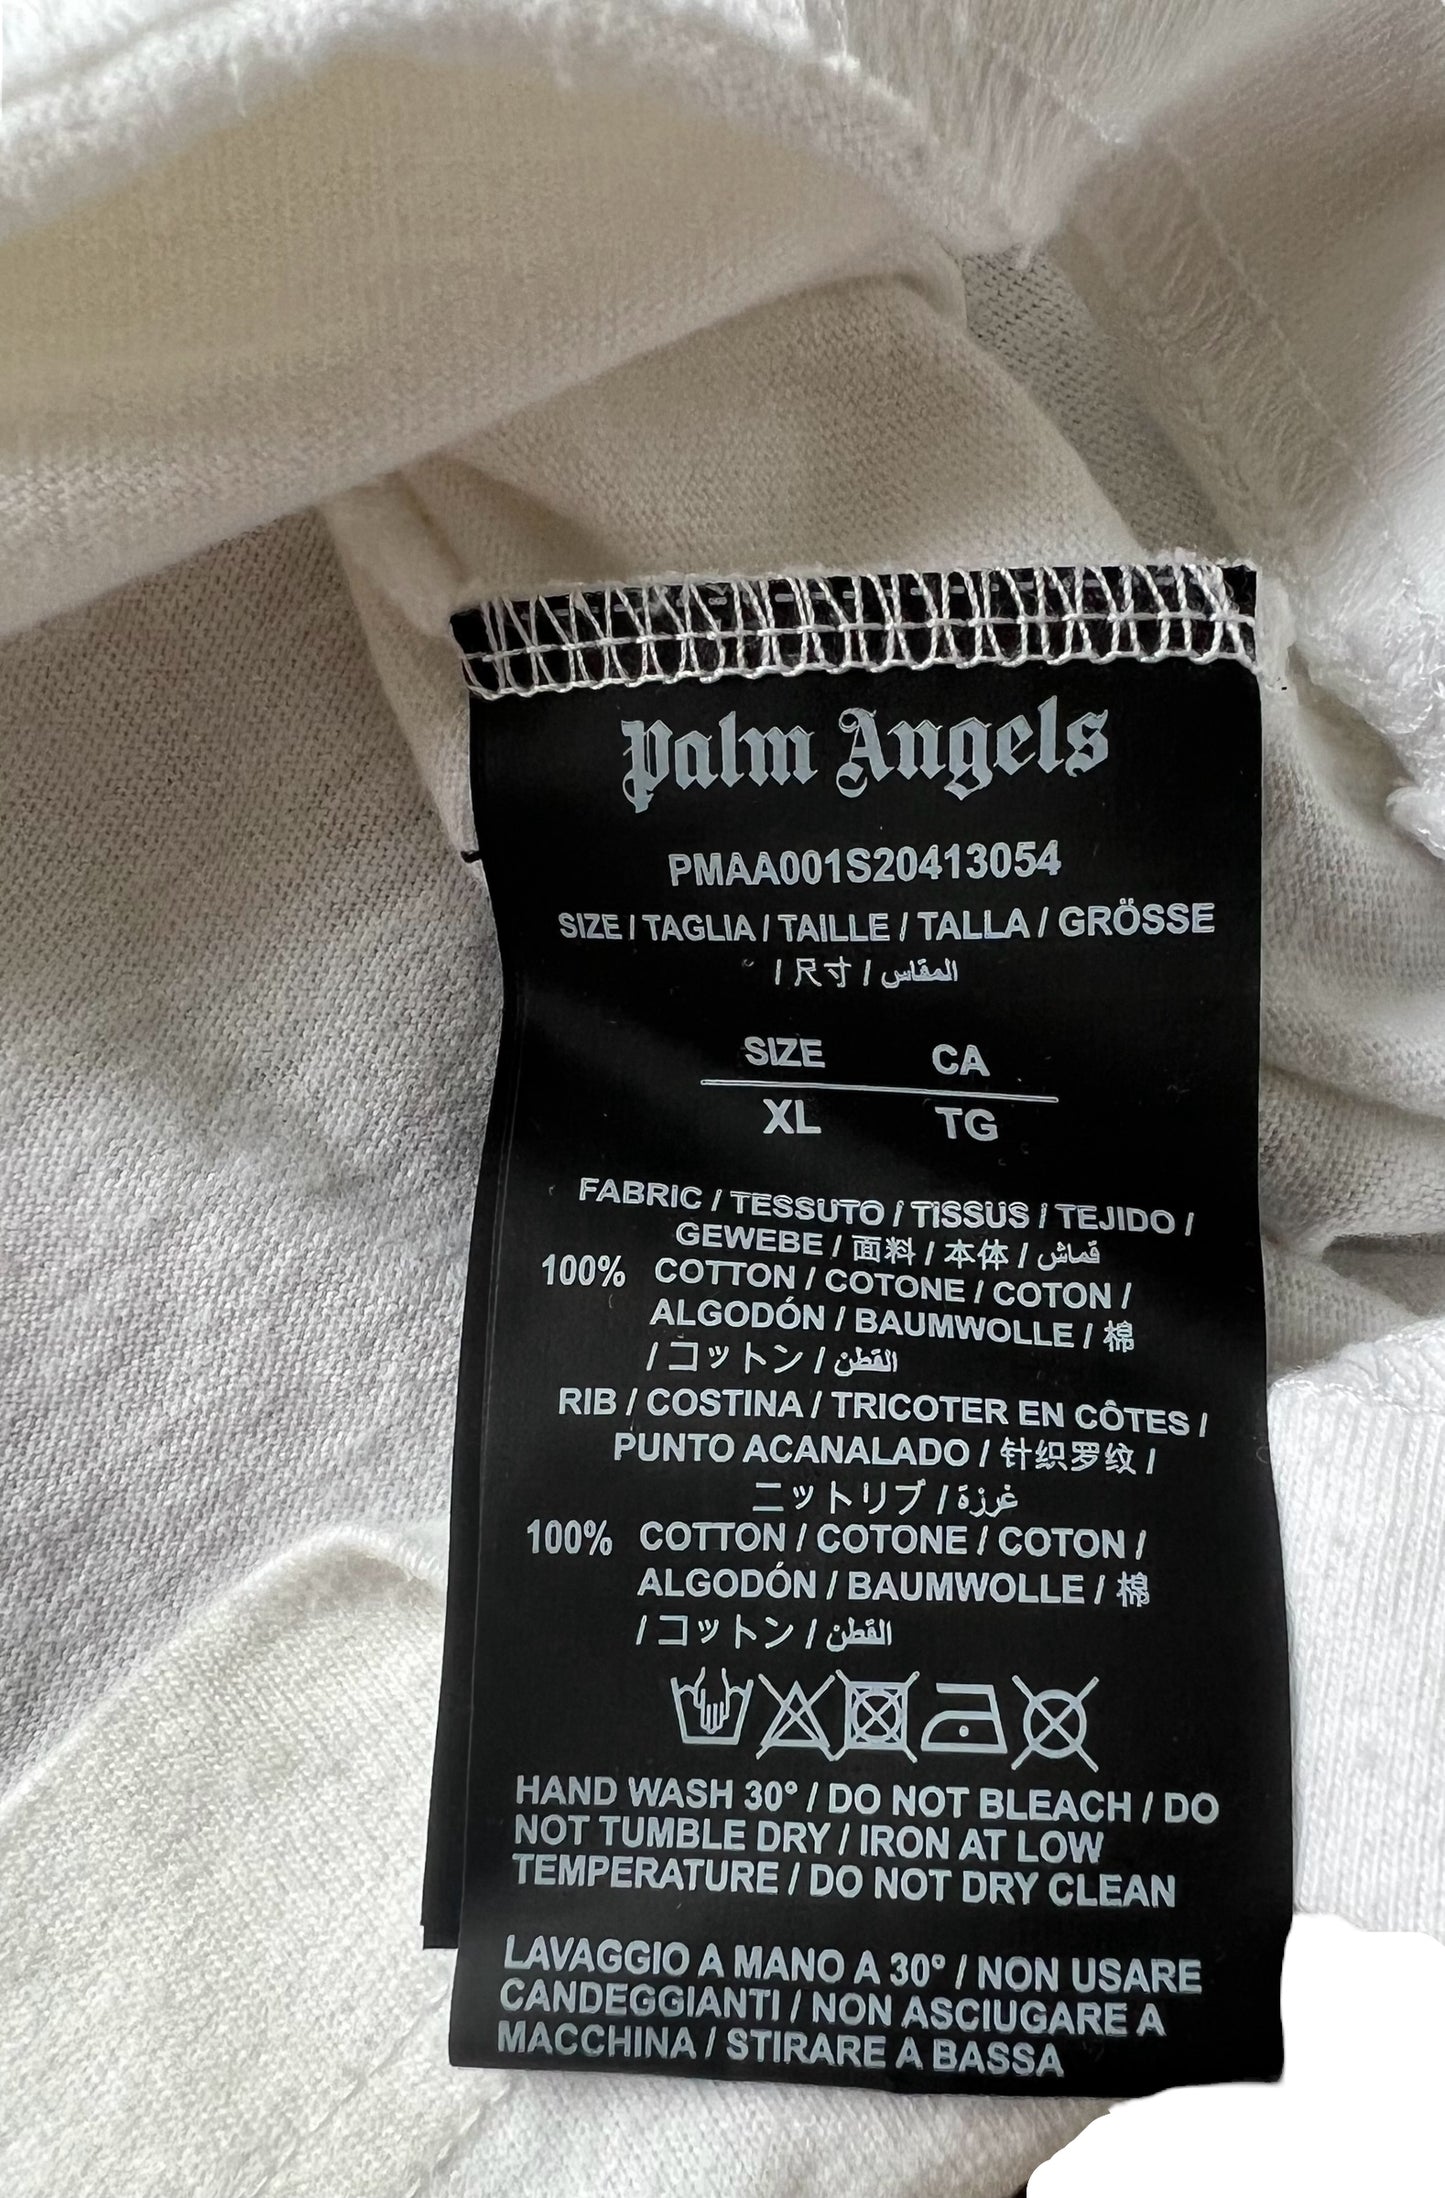 Palm Angels
PMAA001S20413054
SIZE / TAGLIA / TAILLE / TALLA / GRÖSSE
/ 尺寸 / المقاس
SIZE CA
XL TG
FABRIC / TESSUTO / TISSUS / TEJIDO /
GEWEBE / 面料 / 本体 / قماش
100% COTTON / COTONE / COTON /
ALGODÓN / BAUMWOLLE / 棉
/ コットン / القطن
RIB / COSTINA / TRICOTER EN CÔTES /
PUNTO ACANALADO / 针织罗纹 /
ニットリブ / غرزة
100% COTTON / COTONE / COTON /
ALGODÓN / BAUMWOLLE / 棉
/ コットン / القطن
HAND WASH 30° / DO NOT BLEACH / DO
NOT TUMBLE DRY / IRON AT LOW
TEMPERATURE / DO NOT DRY CLEAN
LAVAGGIO A MANO A 30° / NON USARE
CANDEGGIANTI / NON ASCIUGARE A
MACCHINA / STIRARE A BASSA